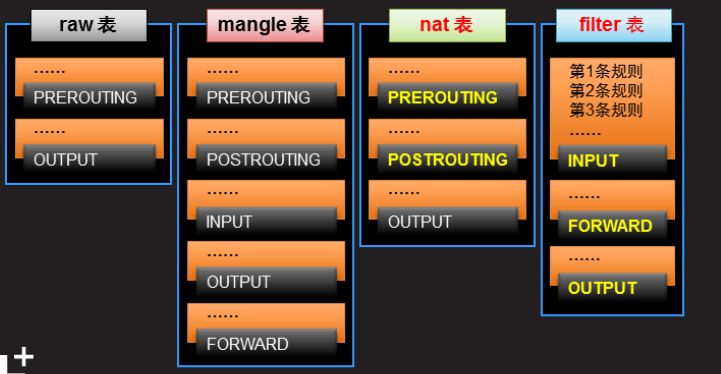 raw 表
......
PREROUTING
......
OUTPUT
mangle 表
......
PREROUTING
......
POSTROUTING
......
INPUT
......
OUTPUT
......
FORWARD
nat 表
......
PREROUTING
......
POSTROUTING
......
OUTPUT
filter 表
第1条规则
第2条规则
第3条规则
......
INPUT
......
FORWARD
......
OUTPUT